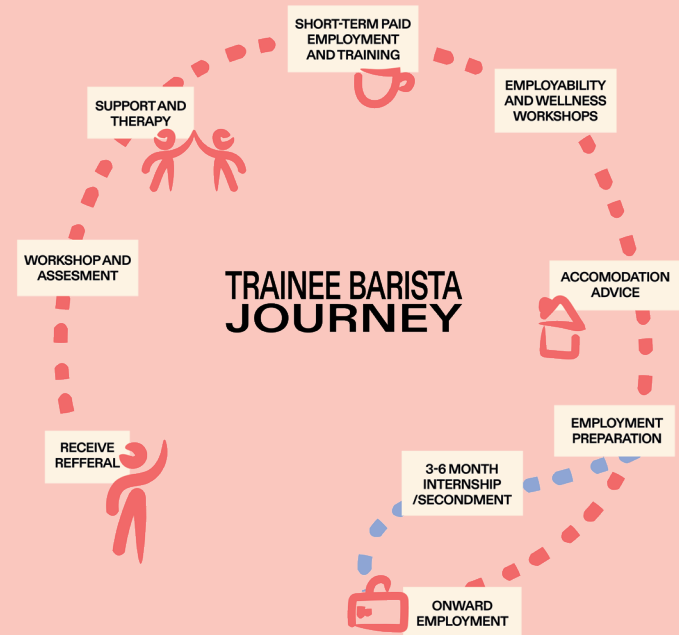 TRAINEE BARISTA
JOURNEY
RECEIVE
REFFERAL
WORKSHOP AND
ASSESMENT
SUPPORT AND
THERAPY
SHORT-TERM PAID
EMPLOYMENT
AND TRAINING
EMPLOYABILITY
AND WELLNESS
WORKSHOPS
ACCOMODATION
ADVICE
EMPLOYMENT
PREPARATION
3-6 MONTH
INTERNSHIP
/SECONDMENT
ONWARD
EMPLOYMENT